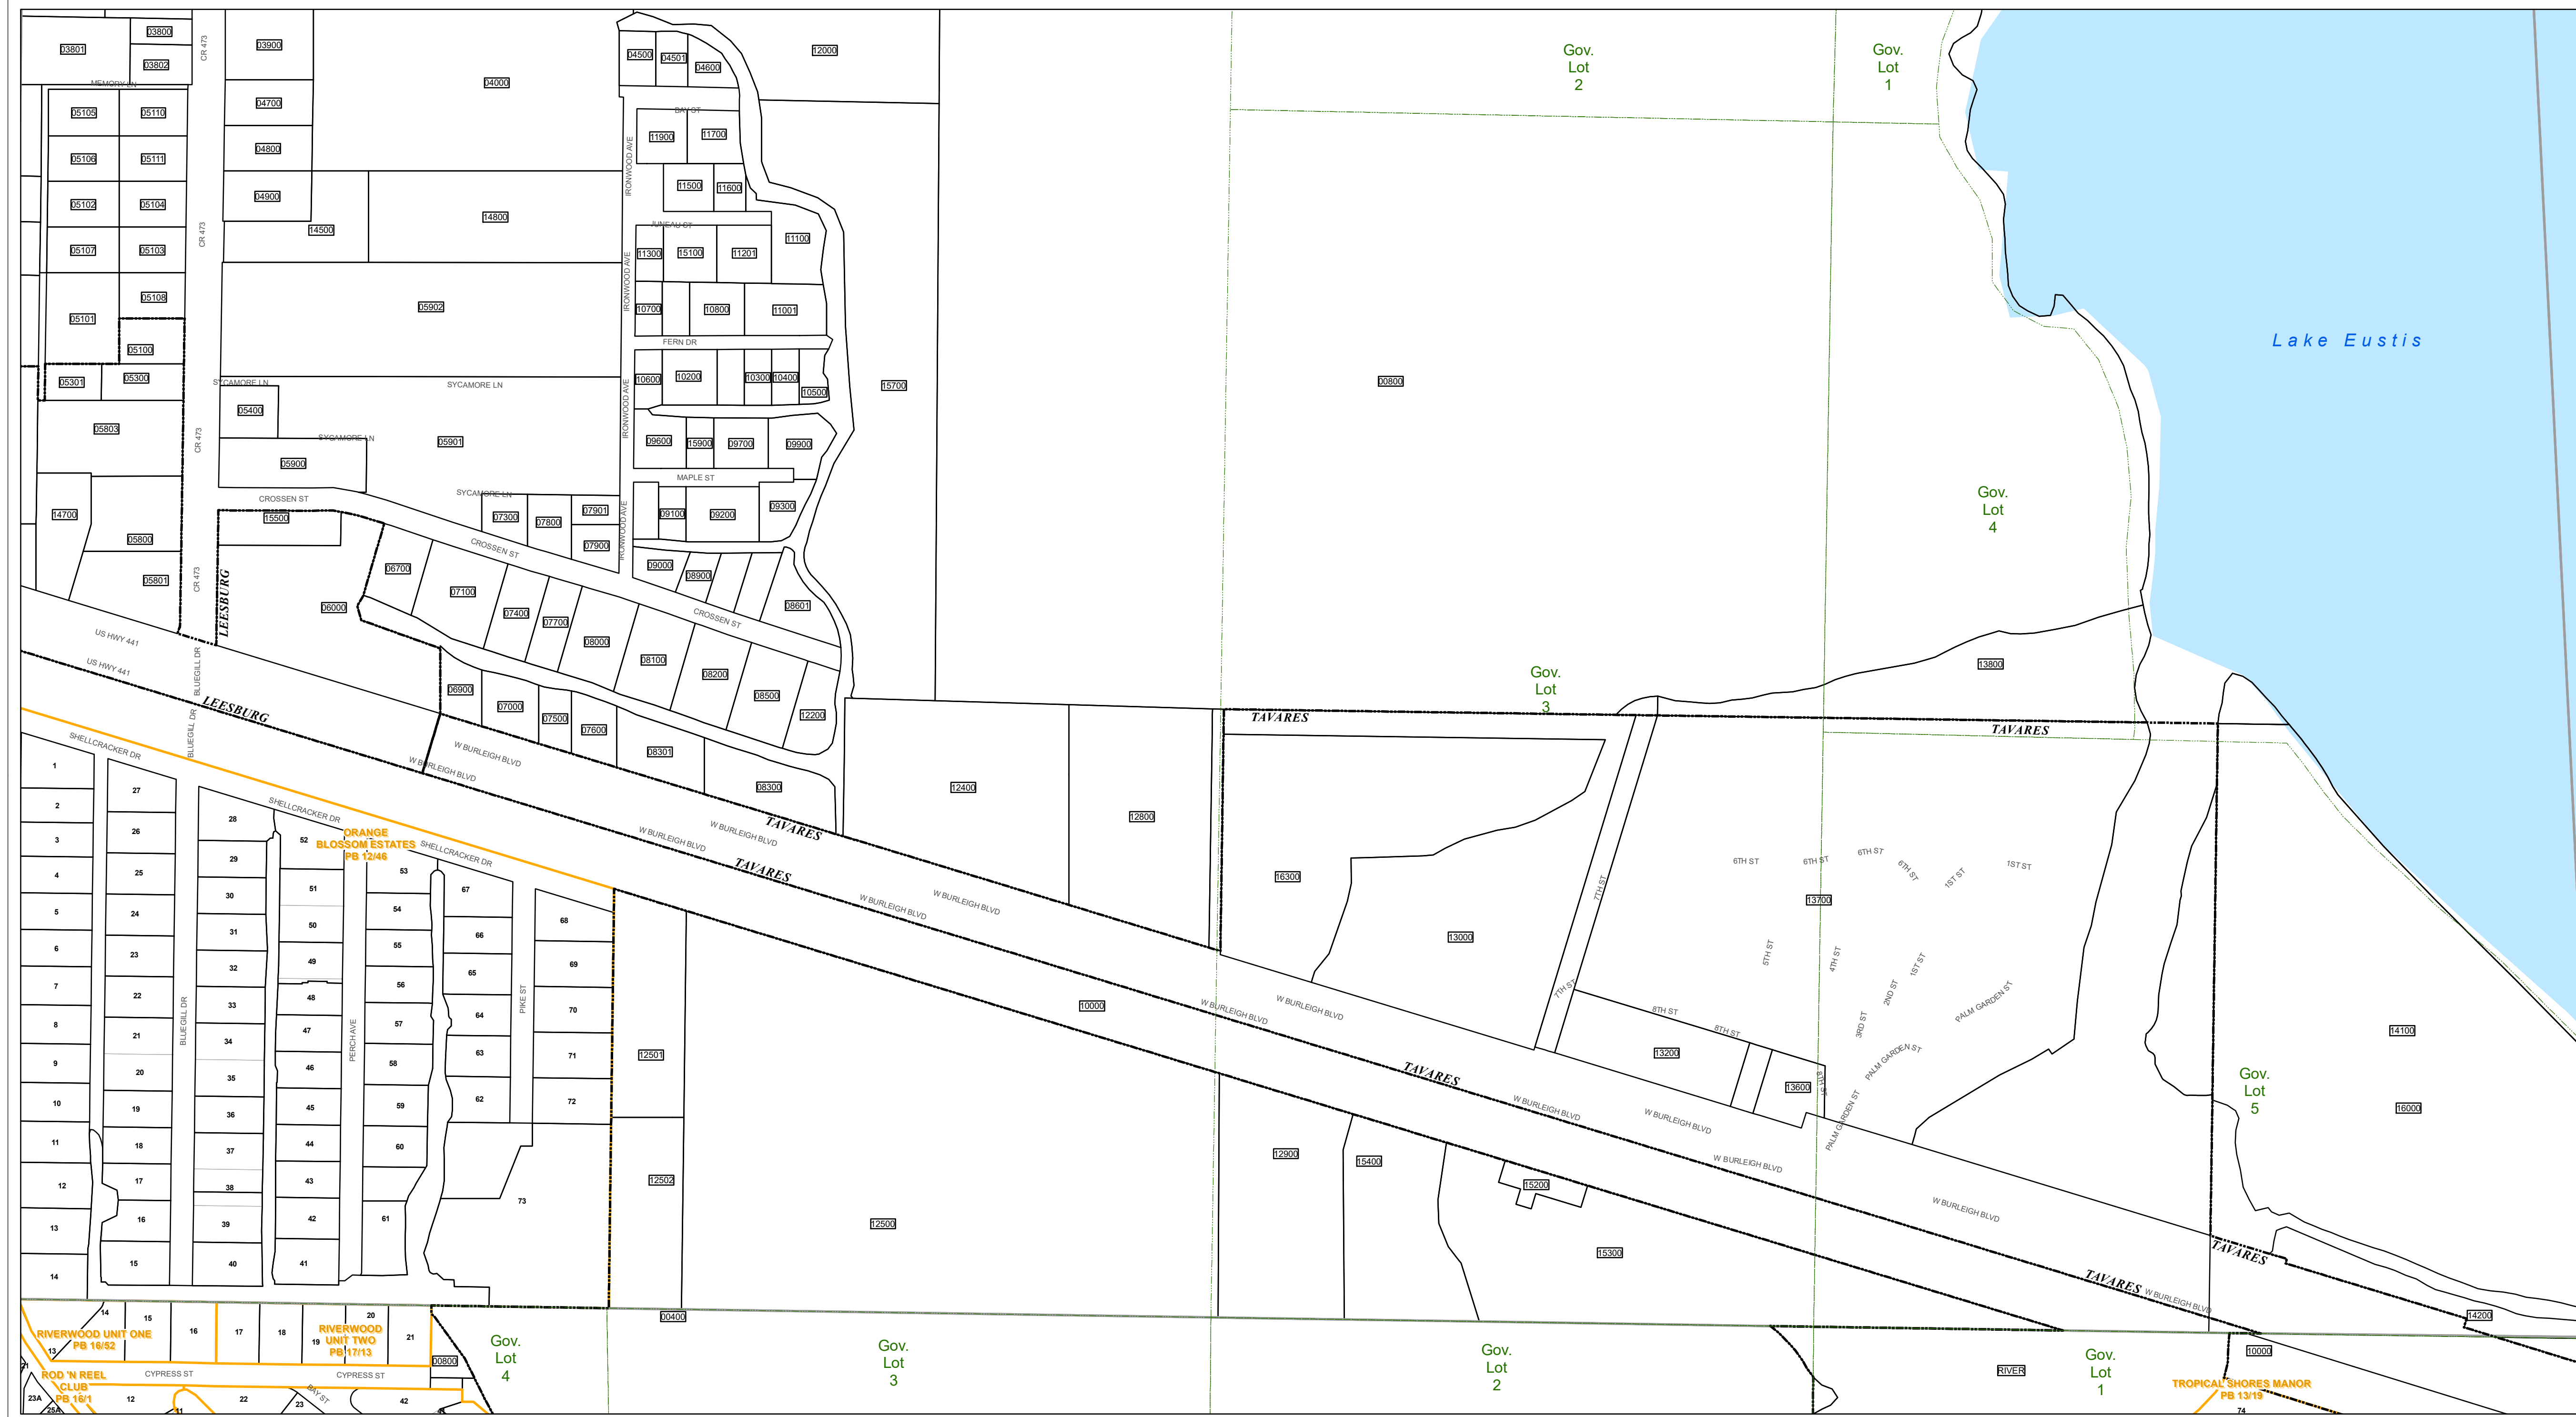 03801
03800
03802
CR 473
03900
04000
04500
04501
04600
12000
Gov.
Lot
2
Gov.
Lot
1
MEMORY LN
05105
05110
04700
BAY ST
11900
11700
05106
05111
04800
IRONWOOD AVE
05102
05104
04900
11500
11600
14500
14800
JUNEAU ST
05107
05103
CR 473
11300
15100
11201
11100
05108
05101
05902
IRONWOOD AVE
10700
10800
11001
Lake Eustis
05100
FERN DR
05301
05300
SYCAMORE LN
SYCAMORE LN
10600
10200
10300
10400
10500
15700
00800
05400
IRONWOOD AVE
05803
CR 473
SYCAMORE LN
05901
09600
15900
09700
09900
05900
MAPLE ST
CROSSEN ST
SYCAMORE LN
14700
15500
07300
07800
07901
09100
09200
09300
Gov.
Lot
4
05800
CROSSEN ST
07900
IRONWOOD AVE
05801
CR 473
LEESBURG
06000
06700
07100
09000
08900
08601
07400
07700
08000
CROSSEN ST
US HWY 441
US HWY 441
BLUEGILL DR
08100
08200
08500
12200
13800
Gov.
Lot
3
06900
07000
07500
07600
08301
08300
LEESBURG
BLUEGILL DR
SHELLCRACKER DR
W BURLEIGH BLVD
W BURLEIGH BLVD
TAVARES
TAVARES
12400
12800
TAVARES
W BURLEIGH BLVD
W BURLEIGH BLVD
TAVARES
SHELLCRACKER DR
ORANGE
BLOSSOM ESTATES
PB 12/46
SHELLCRACKER DR
1
2
3
4
5
6
7
8
9
10
11
12
13
14
27
26
25
24
23
22
21
20
19
18
17
16
15
BLUEGILL DR
28
29
30
31
32
33
34
35
36
37
38
39
40
52
51
50
49
48
47
46
45
44
43
42
41
PERCH AVE
53
54
55
56
57
58
59
60
61
67
66
65
64
63
62
PIKE ST
68
69
70
71
72
73
12501
12502
12500
10000
W BURLEIGH BLVD
W BURLEIGH BLVD
16300
13000
7TH ST
7TH ST
6TH ST
6TH ST
6TH ST
6TH ST
1ST ST
1ST ST
13700
5TH ST
4TH ST
1ST ST
2ND ST
3RD ST
PALM GARDEN ST
PALM GARDEN ST
PALM GARDEN ST
8TH ST
8TH ST
8TH ST
13200
13600
W BURLEIGH BLVD
W BURLEIGH BLVD
TAVARES
W BURLEIGH BLVD
W BURLEIGH BLVD
W BURLEIGH BLVD
W BURLEIGH BLVD
14100
16000
Gov.
Lot
5
12900
15400
15200
15300
TAVARES
TAVARES
W BURLEIGH BLVD
14200
00400
14
15
16
17
18
19
20
21
13
RIVERWOOD UNIT ONE
PB 16/52
RIVERWOOD
UNIT TWO
PB 17/13
00800
Gov.
Lot
4
Gov.
Lot
3
Gov.
Lot
2
RIVER
Gov.
Lot
1
10000
CYPRESS ST
CYPRESS ST
ROD 'N REEL
CLUB
PB 16/1
23A
25A
12
11
22
23
BAY ST
42
TROPICAL SHORES MANOR
PB 13/19
74